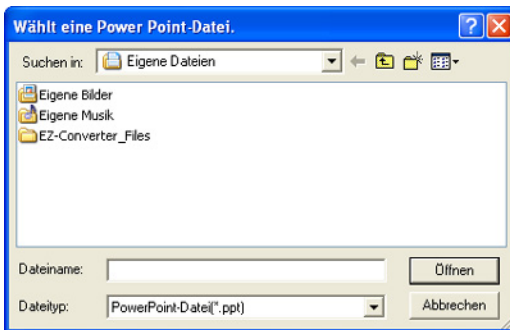 Wählt eine Power Point-Datei.
Suchen in: Eigene Dateien
Eigene Bilder
Eigene Musik
EZ-Converter_Files
Dateiname: Öffnen
Dateityp: PowerPoint-Datei(*.ppt) Abbrechen